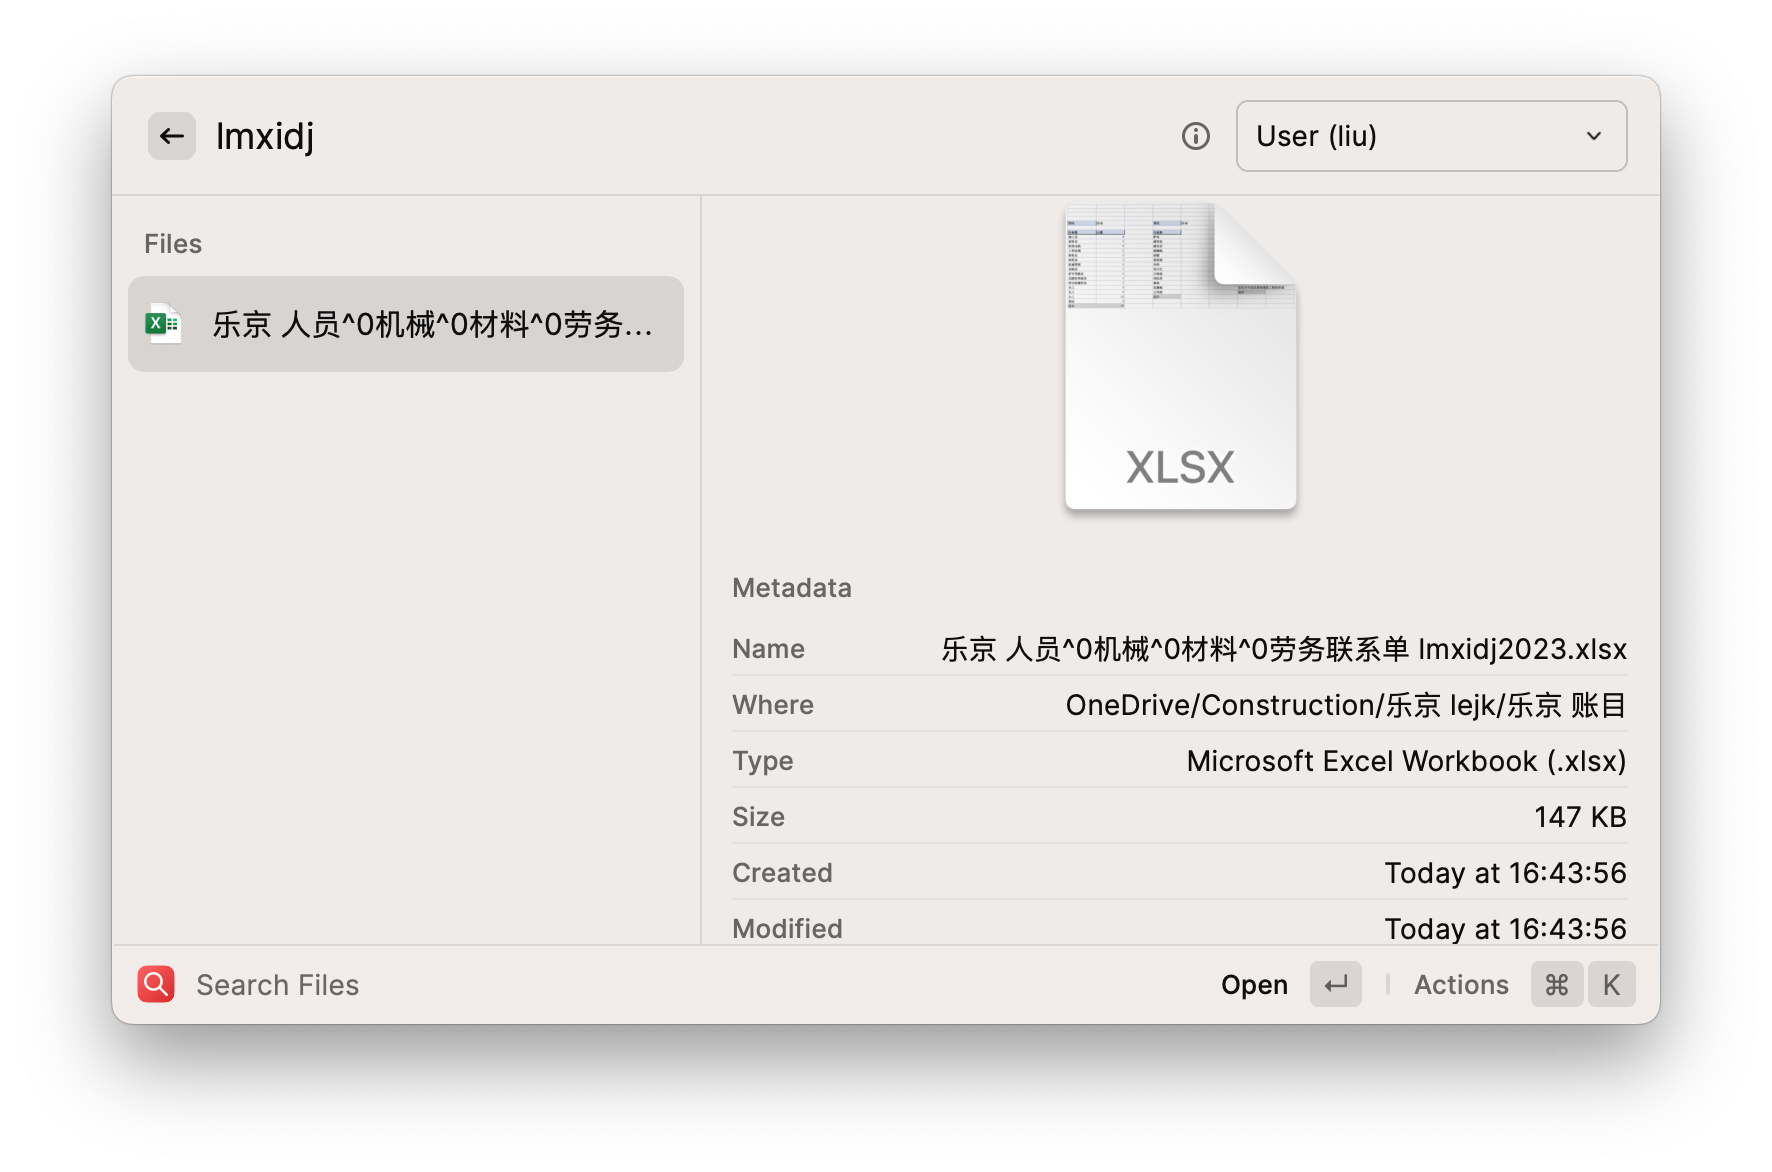 lmxidj
User (liu)
Files
乐京 人员^0机械^0材料^0劳务...
XLSX
Metadata
Name 乐京 人员^0机械^0材料^0劳务联系单 lmxidj2023.xlsx
Where OneDrive/Construction/乐京 lejk/乐京 账目
Type Microsoft Excel Workbook (.xlsx)
Size 147 KB
Created Today at 16:43:56
Modified Today at 16:43:56
Search Files
Open ↵ Actions ⌘ K